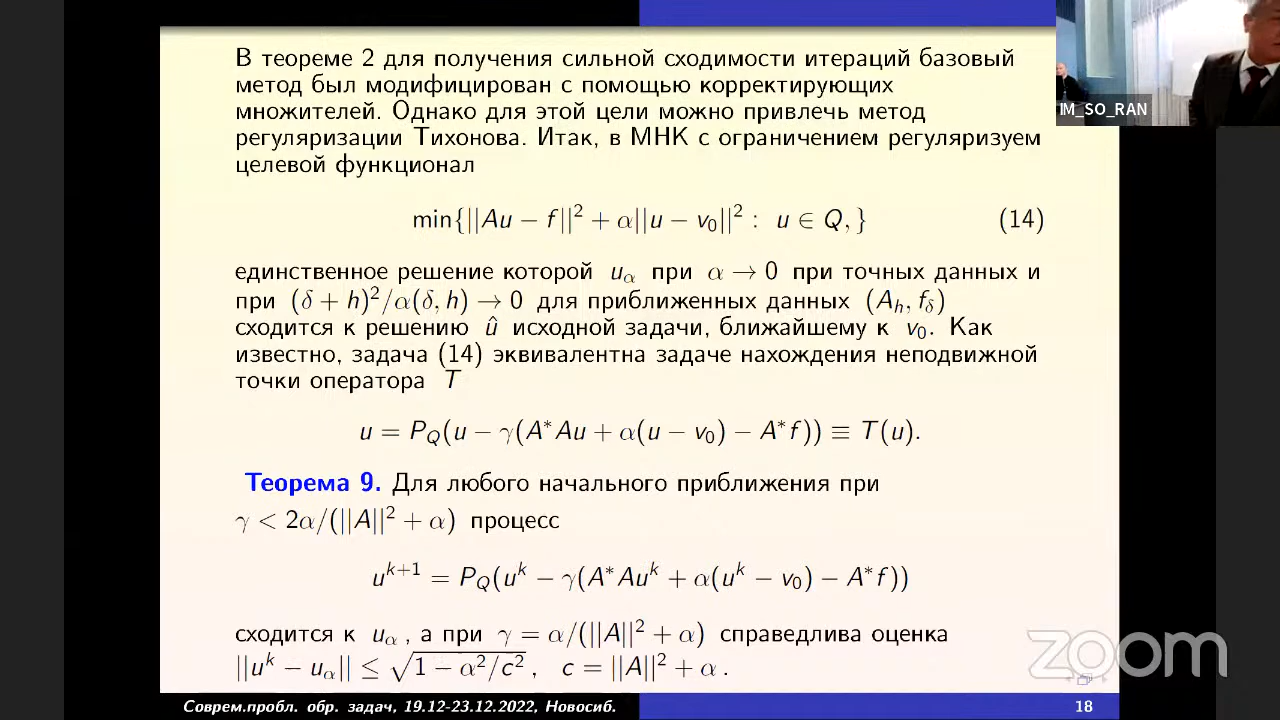 В теореме 2 для получения сильной сходимости итераций базовый
метод был модифицирован с помощью корректирующих
множителей. Однако для этой цели можно привлечь метод
регуляризации Тихонова. Итак, в МНК с ограничением регуляризуем
целевой функционал
min{||Au − f||² + α||u − v₀||² : u ∈ Q,} (14)
единственное решение которой u_α при α → 0 при точных данных и
при (δ + h)²/α(δ, h) → 0 для приближенных данных (A_h, f_δ)
сходится к решению û исходной задачи, ближайшему к v₀. Как
известно, задача (14) эквивалентна задаче нахождения неподвижной
точки оператора T
u = P_Q(u − γ(A*Au + α(u − v₀) − A*f)) ≡ T(u).
Теорема 9. Для любого начального приближения при
γ < 2α/(||A||² + α) процесс
u^{k+1} = P_Q(u^k − γ(A*Au^k + α(u^k − v₀) − A*f))
сходится к u_α , а при γ = α/(||A||² + α) справедлива оценка
||u^k − u_α|| ≤ √(1 − α²/c²) , c = ||A||² + α .
Соврем.пробл. обр. задач, 19.12-23.12.2022, Новосиб. 18
IM_SO_RAN
zoom